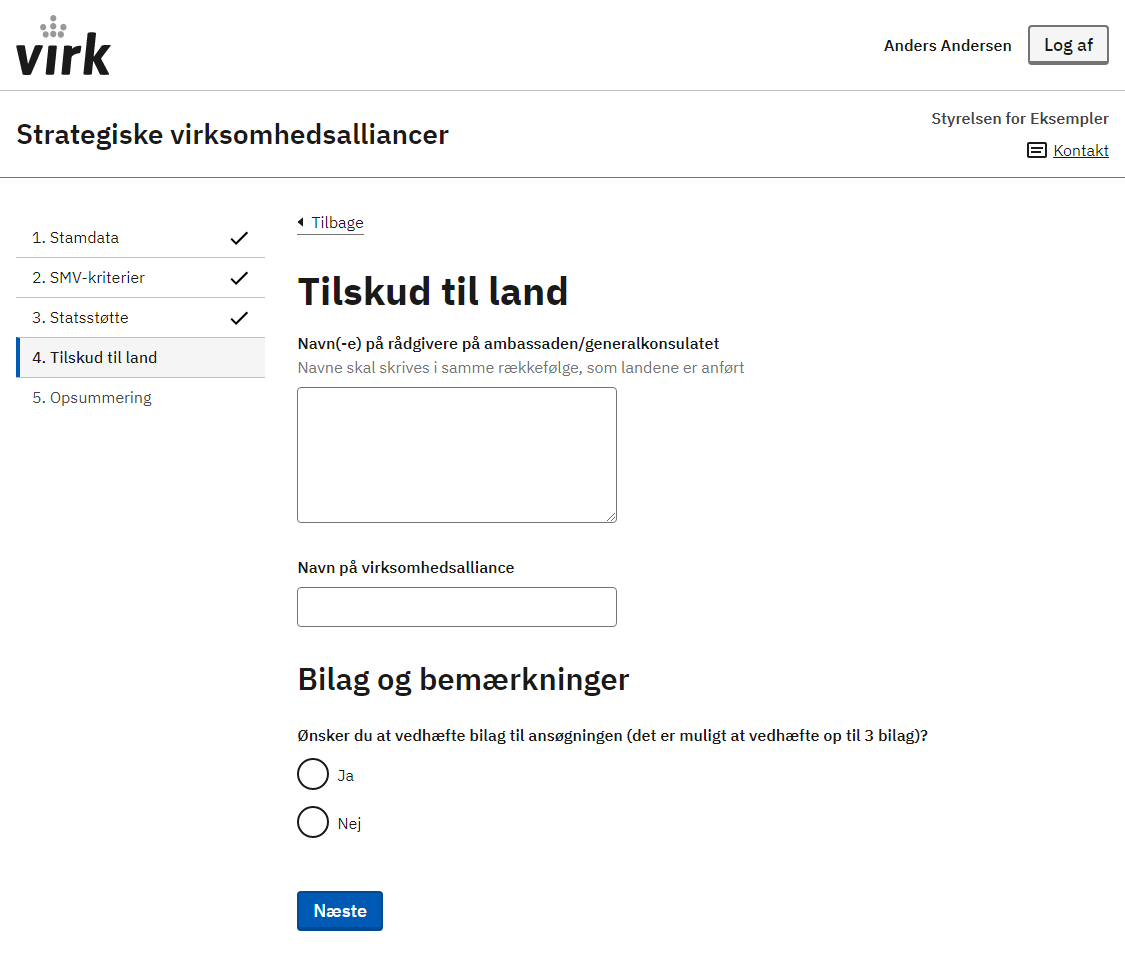 virk
Anders Andersen
Log af
Strategiske virksomhedsalliancer
Styrelsen for Eksempler
Kontakt
1. Stamdata
2. SMV-kriterier
3. Statsstøtte
4. Tilskud til land
5. Opsummering
Tilbage
Tilskud til land
Navn(-e) på rådgivere på ambassaden/generalkonsulatet
Navne skal skrives i samme rækkefølge, som landene er anført
Navn på virksomhedsalliance
Bilag og bemærkninger
Ønsker du at vedhæfte bilag til ansøgningen (det er muligt at vedhæfte op til 3 bilag)?
Ja
Nej
Næste